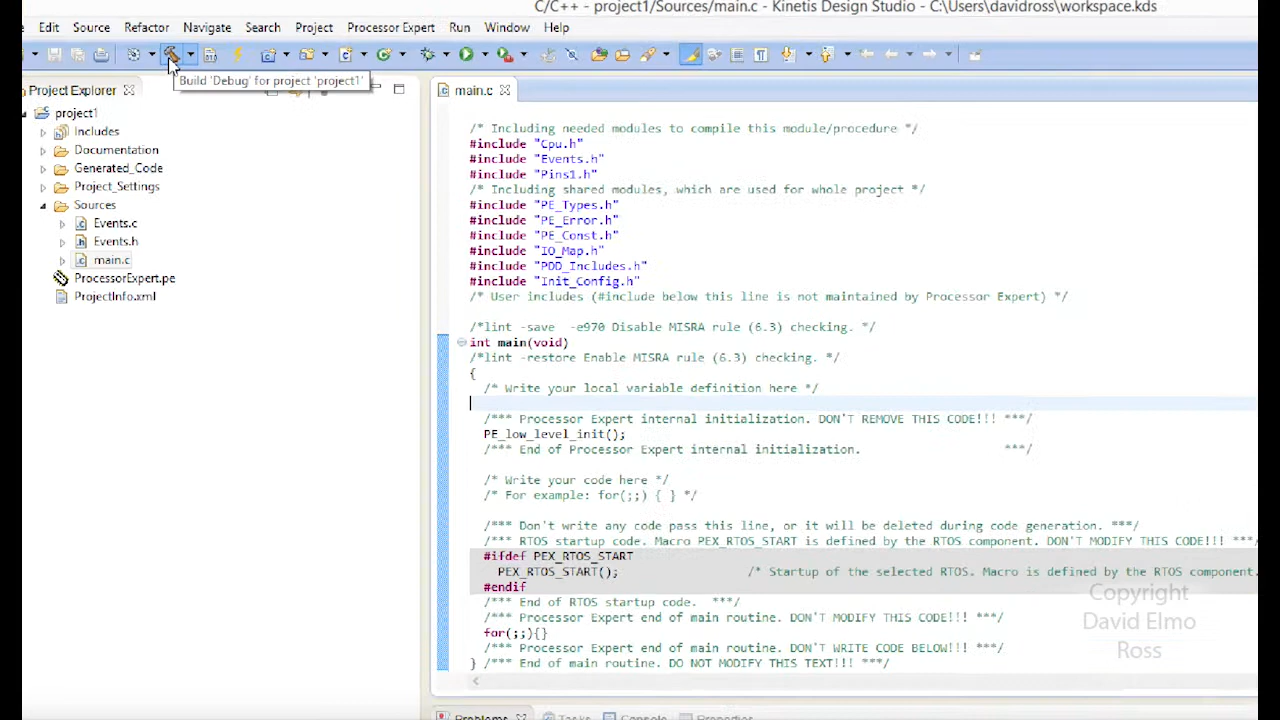 C/C++ - project1/Sources/main.c - Kinetis Design Studio - C:\Users\davidross\workspace.kds
Edit Source Refactor Navigate Search Project Processor Expert Run Window Help
Build 'Debug' for project 'project1'
Project Explorer
project1
Includes
Documentation
Generated_Code
Project_Settings
Sources
Events.c
Events.h
main.c
ProcessorExpert.pe
ProjectInfo.xml
main.c
/* Including needed modules to compile this module/procedure */
#include "Cpu.h"
#include "Events.h"
#include "Pins1.h"
/* Including shared modules, which are used for whole project */
#include "PE_Types.h"
#include "PE_Error.h"
#include "PE_Const.h"
#include "IO_Map.h"
#include "PDD_Includes.h"
#include "Init_Config.h"
/* User includes (#include below this line is not maintained by Processor Expert) */
/*lint -save  -e970 Disable MISRA rule (6.3) checking. */
int main(void)
/*lint -restore Enable MISRA rule (6.3) checking. */
{
/* Write your local variable definition here */
/*** Processor Expert internal initialization. DON'T REMOVE THIS CODE!!! ***/
PE_low_level_init();
/*** End of Processor Expert internal initialization.                    ***/
/* Write your code here */
/* For example: for(;;) { } */
/*** Don't write any code pass this line, or it will be deleted during code generation. ***/
/*** RTOS startup code. Macro PEX_RTOS_START is defined by the RTOS component. DON'T MODIFY THIS CODE!!! ***/
#ifdef PEX_RTOS_START
PEX_RTOS_START();                  /* Startup of the selected RTOS. Macro is defined by the RTOS component.
#endif
/*** End of RTOS startup code.  ***/
/*** Processor Expert end of main routine. DON'T MODIFY THIS CODE!!! ***/
for(;;){}
/*** Processor Expert end of main routine. DON'T WRITE CODE BELOW!!! ***/
} /*** End of main routine. DO NOT MODIFY THIS TEXT!!! ***/
Copyright
David Elmo
Ross
Problems Tasks Console Properties